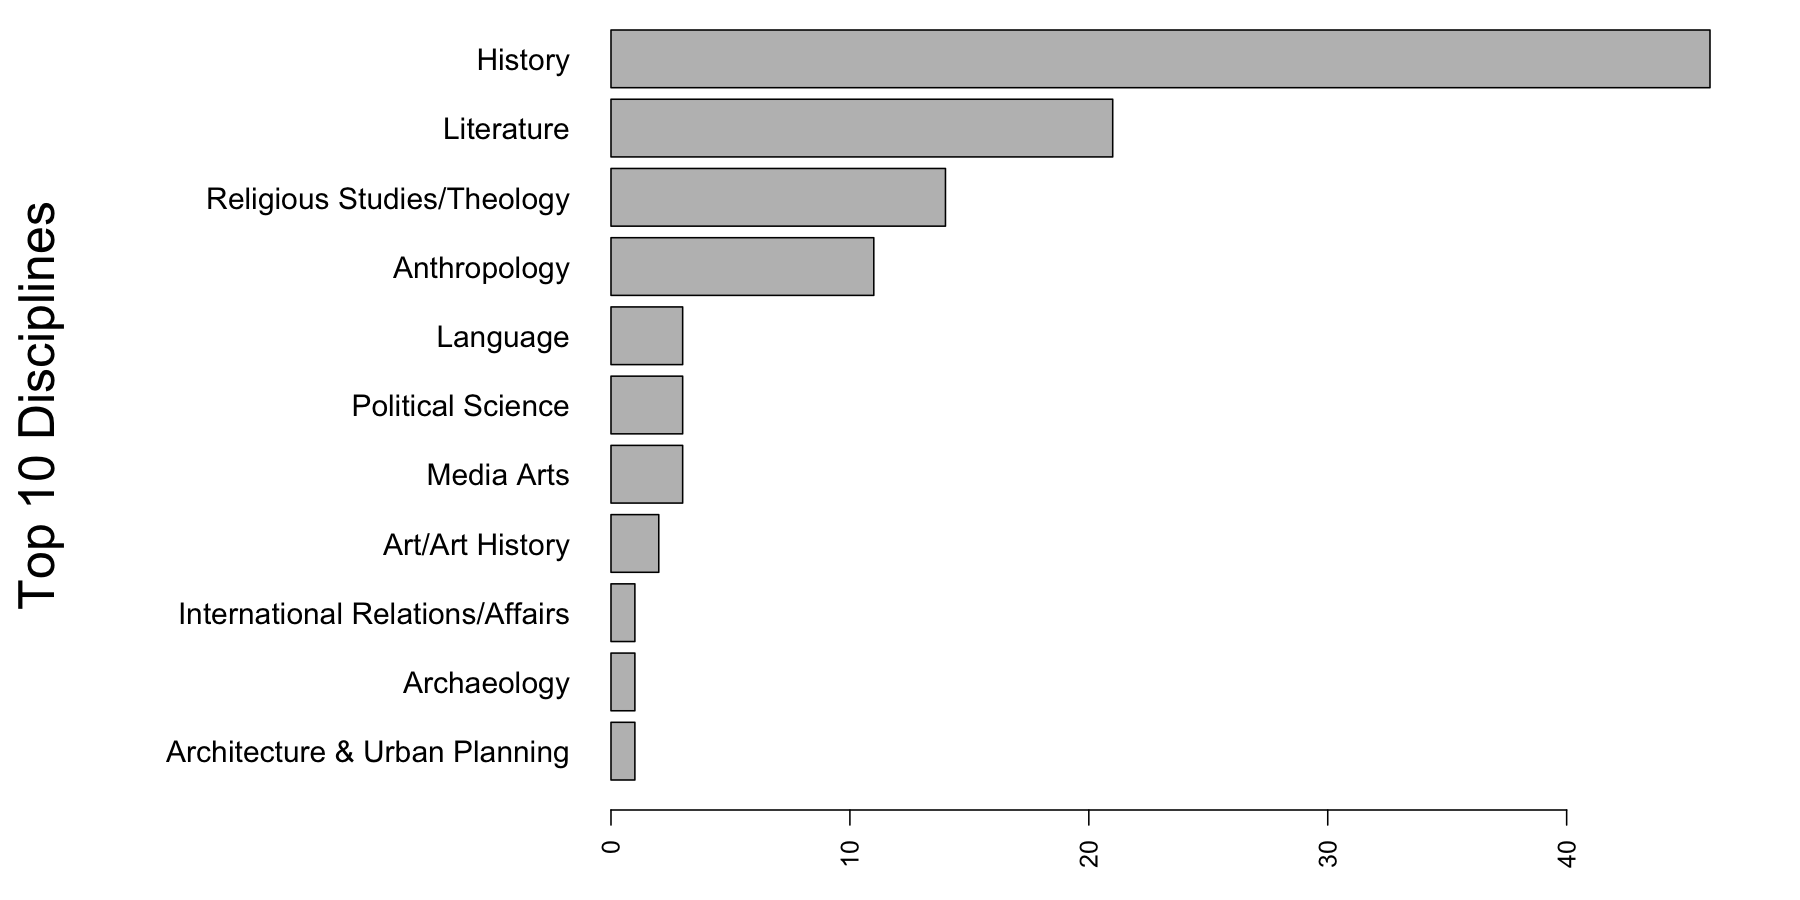 Top 10 Disciplines
History
Literature
Religious Studies/Theology
Anthropology
Language
Political Science
Media Arts
Art/Art History
International Relations/Affairs
Archaeology
Architecture & Urban Planning
0
10
20
30
40